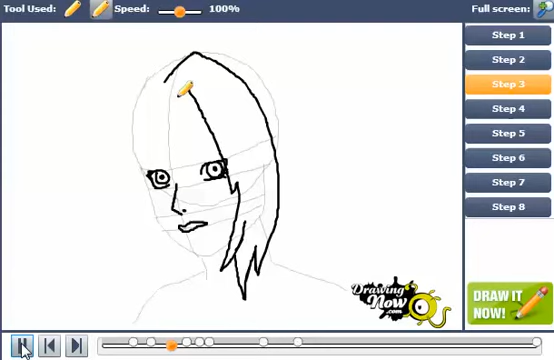 Tool Used: Speed: 100% Full screen:
Step 1
Step 2
Step 3
Step 4
Step 5
Step 6
Step 7
Step 8
Drawing
Now.com
DRAW IT
NOW!